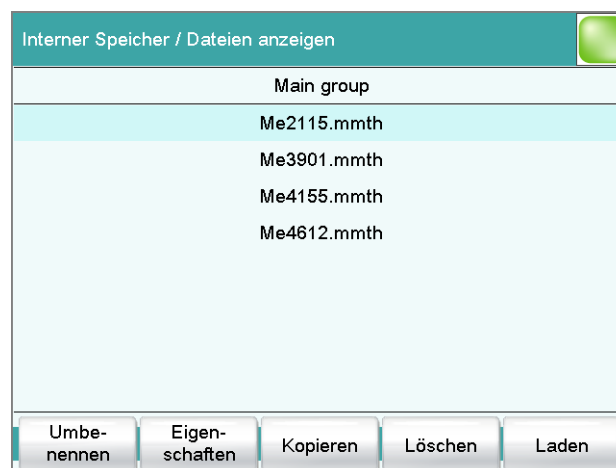 Interner Speicher / Dateien anzeigen
Main group
Me2115.mmth
Me3901.mmth
Me4155.mmth
Me4612.mmth
Umbe-
nennen
Eigen-
schaften
Kopieren
Löschen
Laden